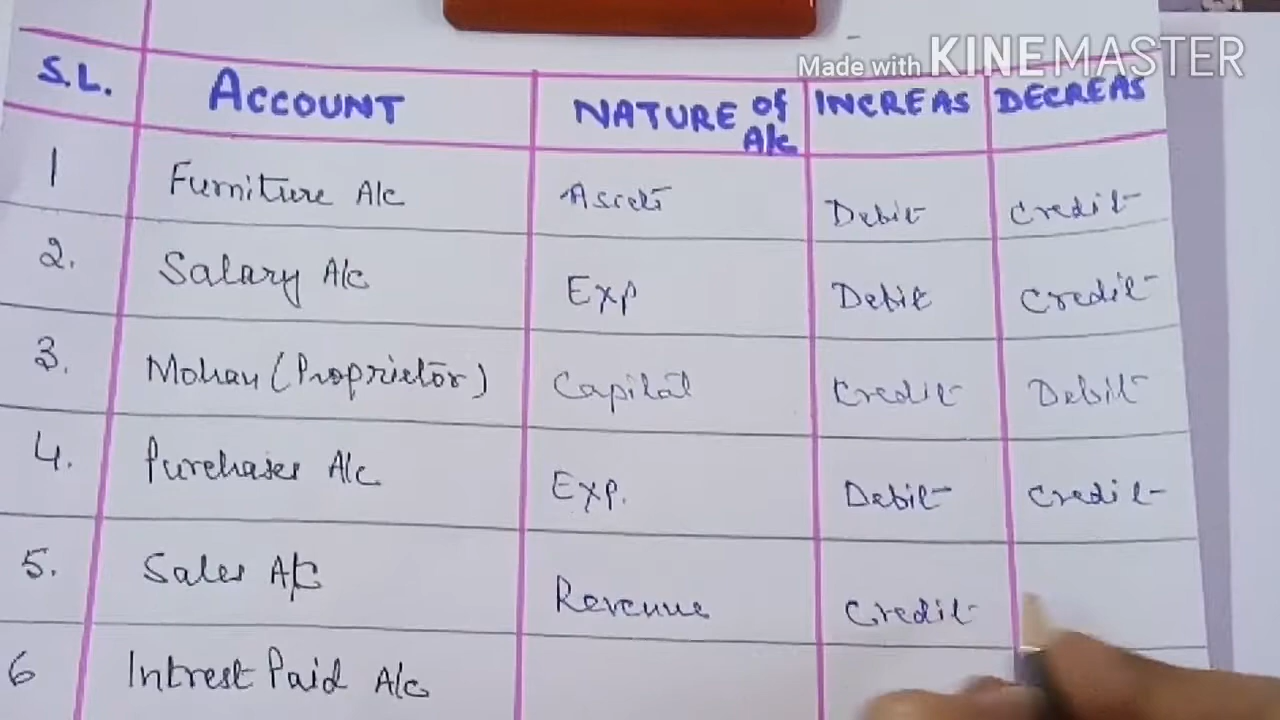 Made with KINEMASTER
S.L. ACCOUNT NATURE of A/c INCREAS DECREAS
1 Furniture A/c Assets Debit Credit
2. Salary A/c Exp Debit Credit
3. Mohan (Proprietor) Capital Credit Debit
4. Purchases A/c Exp. Debit Credit
5. Sales A/C Revenue Credit
6 Intrest Paid A/c